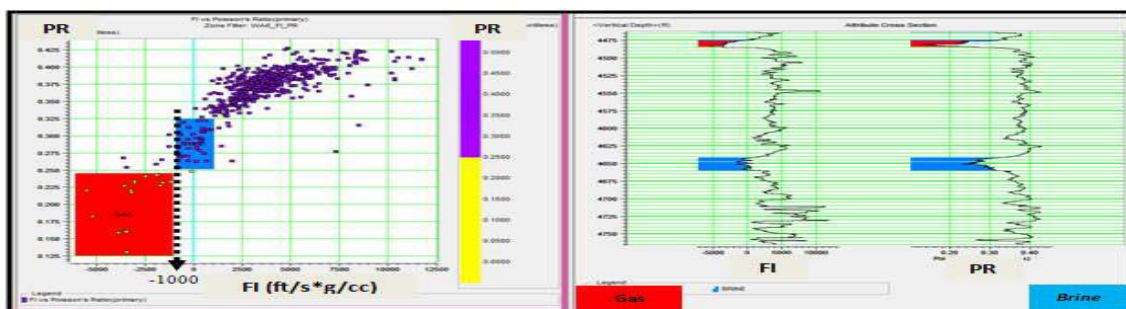 FI vs Poisson's Ratio(primary)
PR
Zone Filter: WAE_FI_PR
PR
0.425
0.400
0.375
0.350
0.325
0.300
0.275
0.250
0.225
0.200
0.175
0.150
0.125
-5000 0 2500 5000 7500 10000 12500
-1000
FI (ft/s*g/cc)
Legend
FI vs Poisson's Ratio(primary)
0.5000
0.4500
0.4000
0.3500
0.3000
0.2500
0.2000
0.1500
0.1000
0.0500
0.0000
<Vertical Depth>(ft)
Attribute Cross Section
4475
4500
4525
4550
4575
4600
4625
4650
4675
4700
4725
4750
-5000 0 5000 10000
0.20 0.30 0.40
FI
PR
Legend
Gas
BRINE
Brine